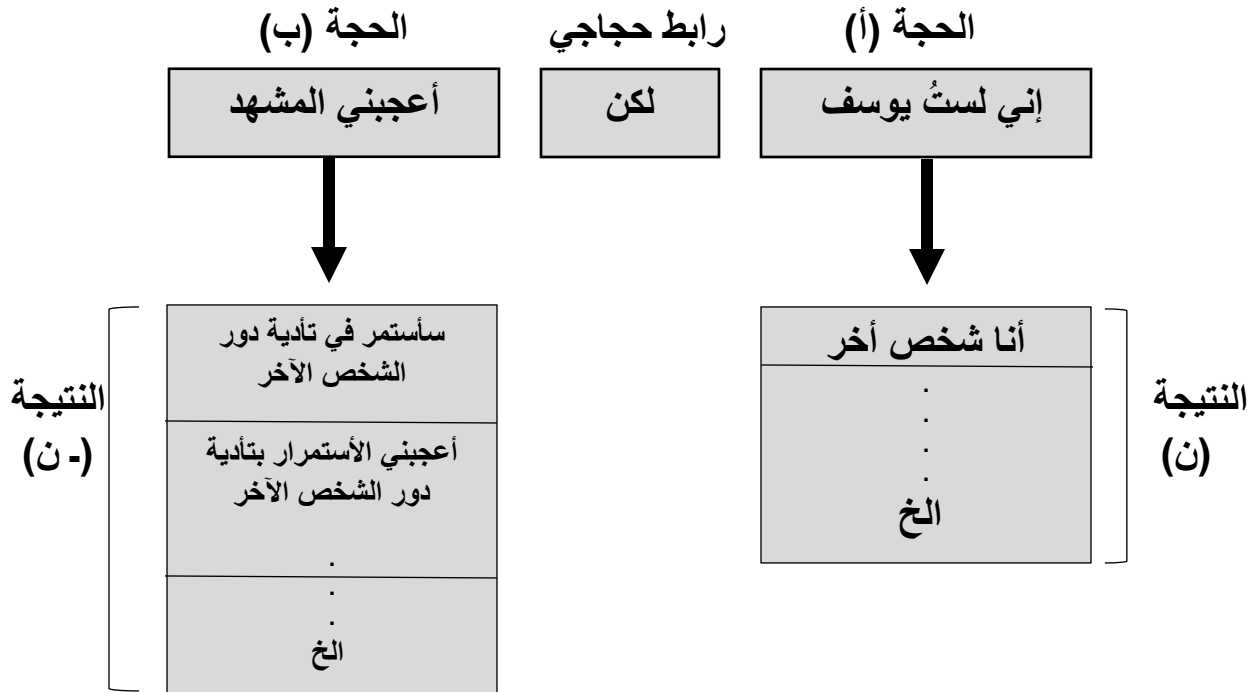 الحجة (أ)
رابط حجاجي
الحجة (ب)
إني لستُ يوسف
لكن
أعجبني المشهد
النتيجة
(ن)
أنا شخص أخر
.
.
.
.
الخ
سأستمر في تأدية دور
الشخص الآخر
أعجبني الأستمرار بتأدية
دور الشخص الآخر
.
.
.
الخ
النتيجة
(- ن)